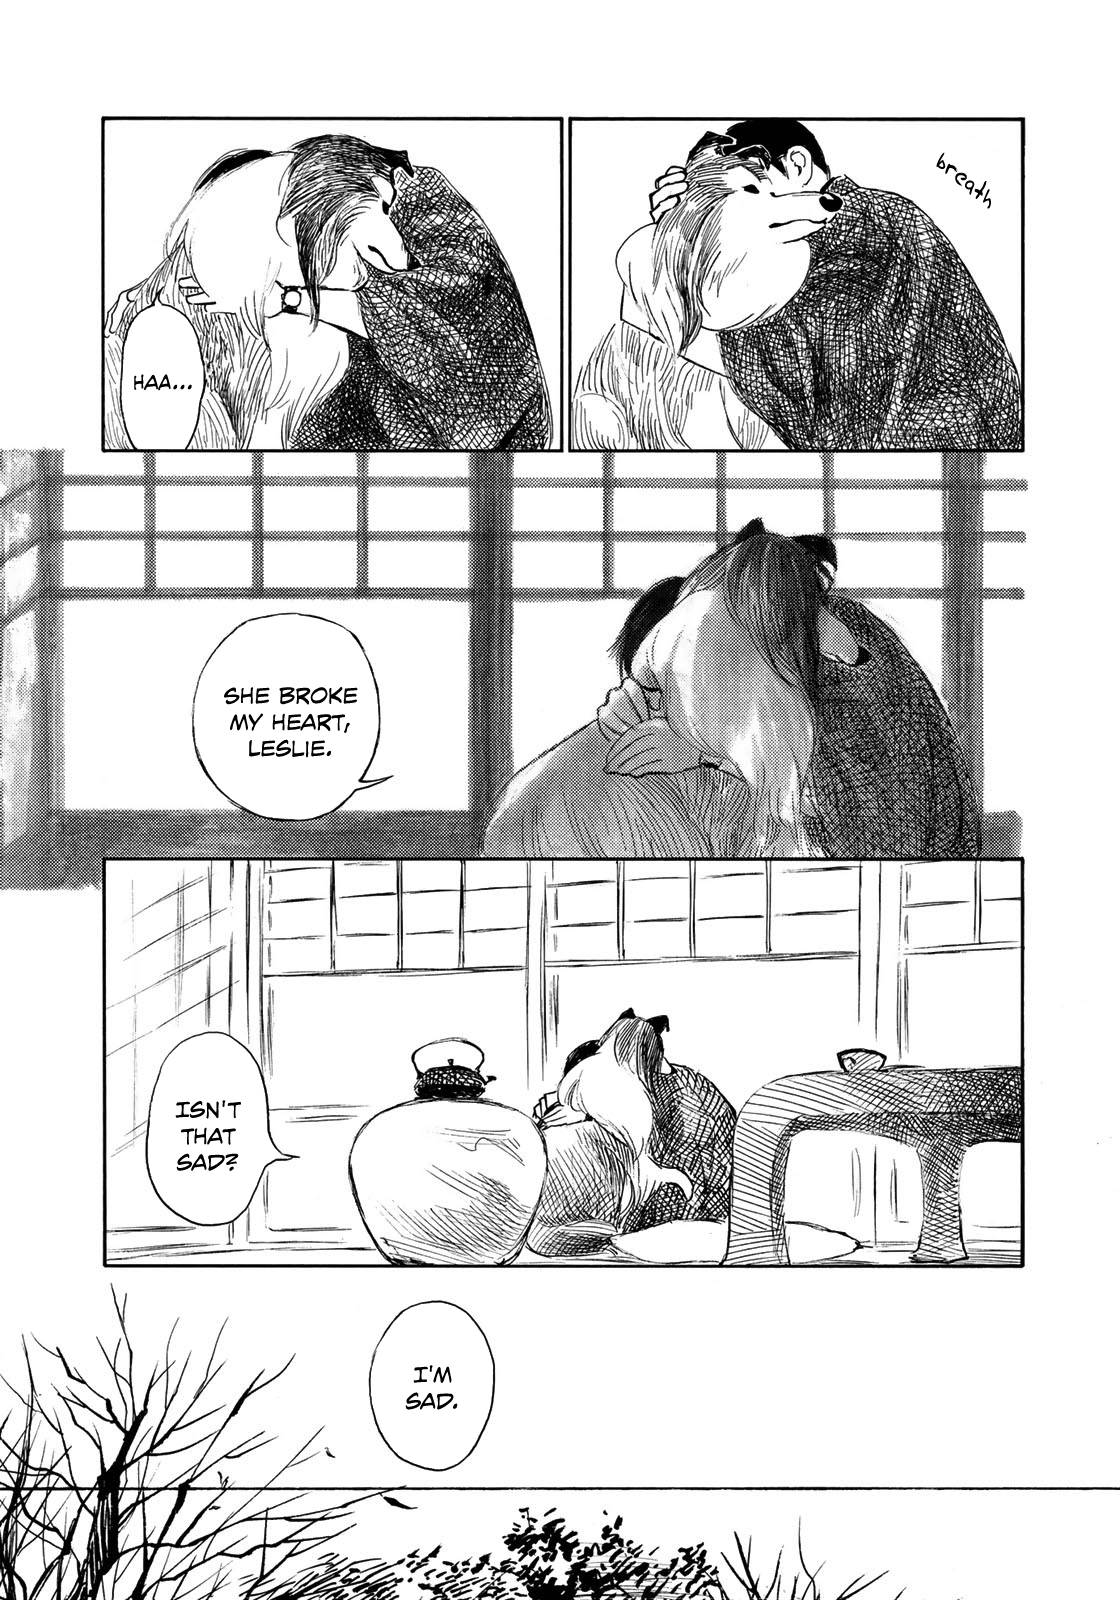 HAA...
breath
SHE BROKE
MY HEART,
LESLIE.
ISN'T
THAT
SAD?
I'M
SAD.